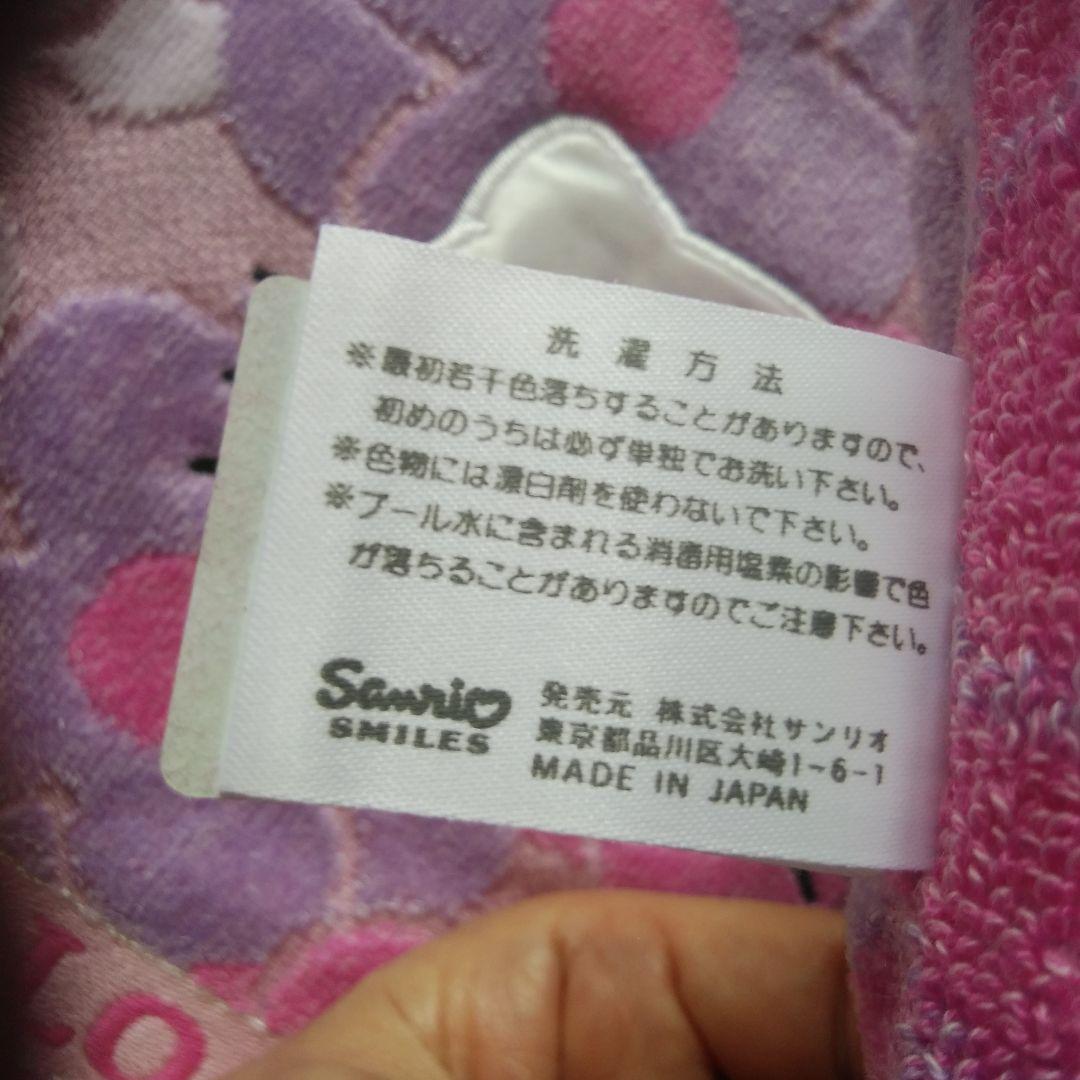 洗濯方法
※最初若干色落ちすることがありますので、
初めのうちは必ず単独でお洗い下さい。
※色物には漂白剤を使わないで下さい。
※プール水に含まれる消毒用塩素の影響で色
が落ちることがありますのでご注意下さい。
Sanrio
SMILES
発売元 株式会社サンリオ
東京都品川区大崎1-6-1
MADE IN JAPAN